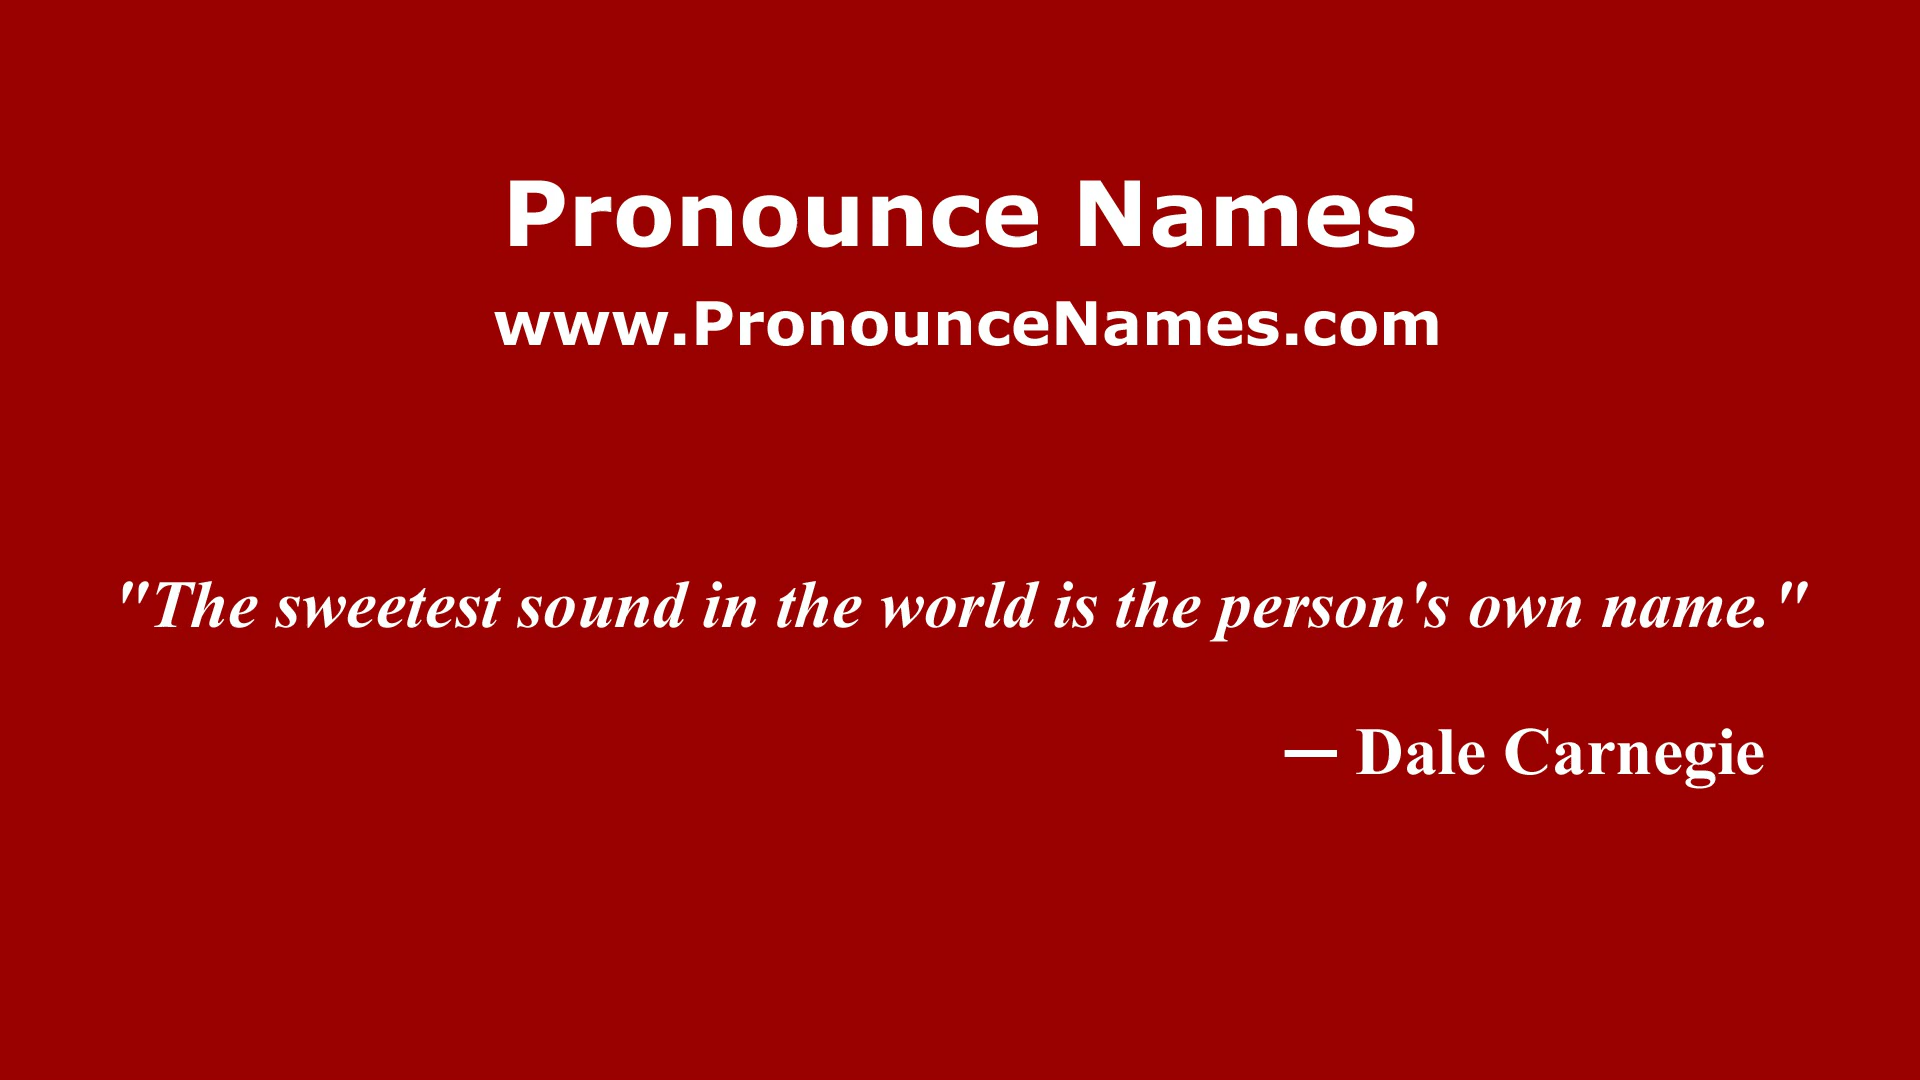 Pronounce Names
www.PronounceNames.com
"The sweetest sound in the world is the person's own name."
— Dale Carnegie